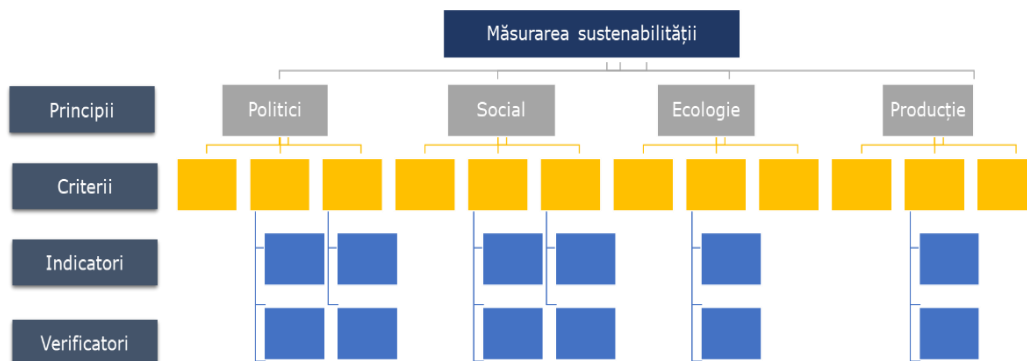 Măsurarea sustenabilității
Principii
Politici
Social
Ecologie
Producție
Criterii
Indicatori
Verificatori